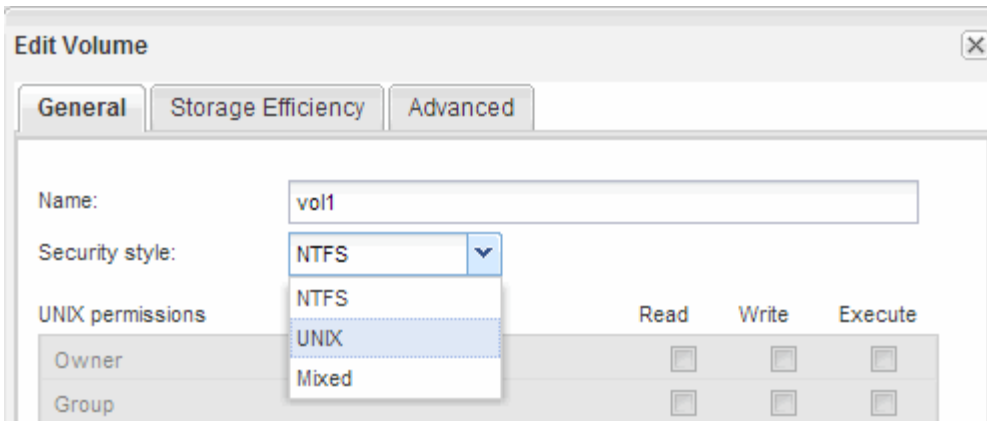 Edit Volume
General Storage Efficiency Advanced
Name: vol1
Security style: NTFS
NTFS
UNIX permissions Read Write Execute
UNIX
Owner
Mixed
Group